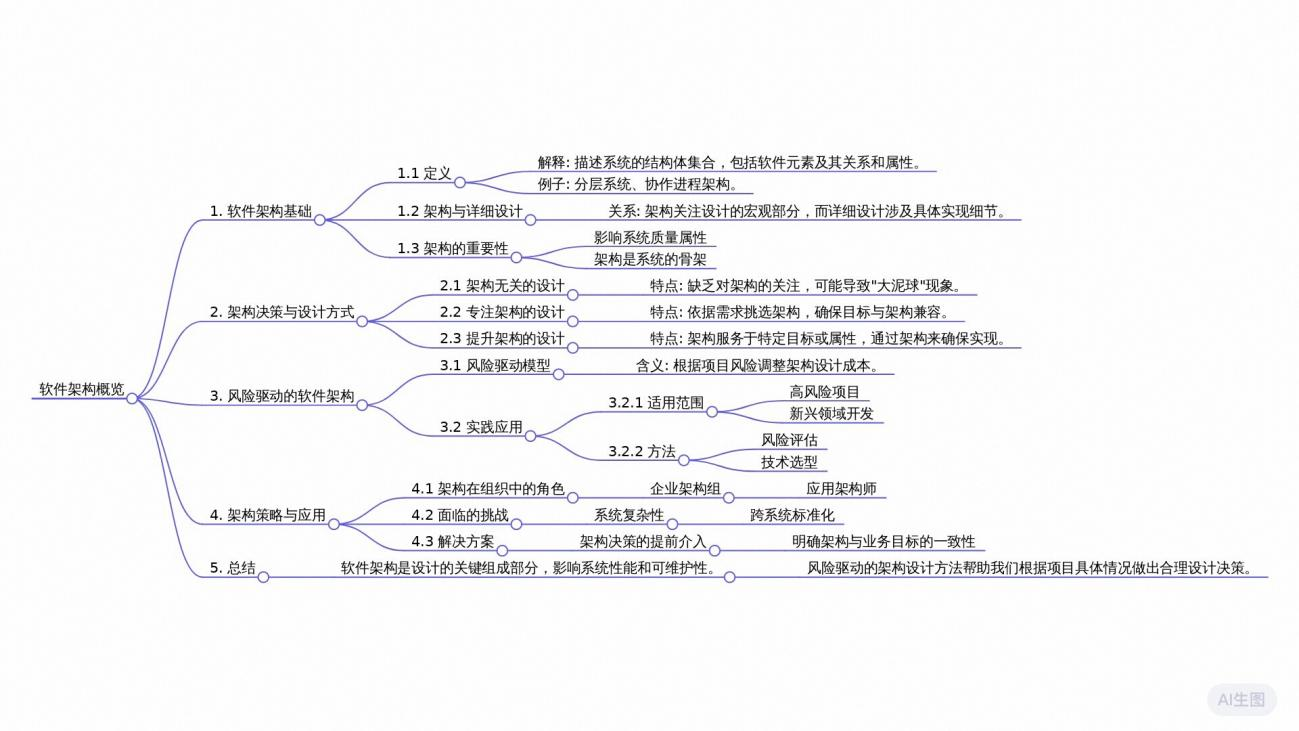 解释: 描述系统的结构体集合，包括软件元素及其关系和属性。
1.1 定义
例子: 分层系统、协作进程架构。
1. 软件架构基础
1.2 架构与详细设计
关系: 架构关注设计的宏观部分，而详细设计涉及具体实现细节。
影响系统质量属性
1.3 架构的重要性
架构是系统的骨架
2.1 架构无关的设计
特点: 缺乏对架构的关注，可能导致"大泥球"现象。
2. 架构决策与设计方式
2.2 专注架构的设计
特点: 依据需求挑选架构，确保目标与架构兼容。
2.3 提升架构的设计
特点: 架构服务于特定目标或属性，通过架构来确保实现。
3.1 风险驱动模型
含义: 根据项目风险调整架构设计成本。
软件架构概览
3. 风险驱动的软件架构
高风险项目
3.2.1 适用范围
新兴领域开发
3.2 实践应用
风险评估
3.2.2 方法
技术选型
4.1 架构在组织中的角色
企业架构组
应用架构师
4. 架构策略与应用
4.2 面临的挑战
系统复杂性
跨系统标准化
4.3 解决方案
架构决策的提前介入
明确架构与业务目标的一致性
5. 总结
软件架构是设计的关键组成部分，影响系统性能和可维护性。
风险驱动的架构设计方法帮助我们根据项目具体情况做出合理设计决策。
AI生图